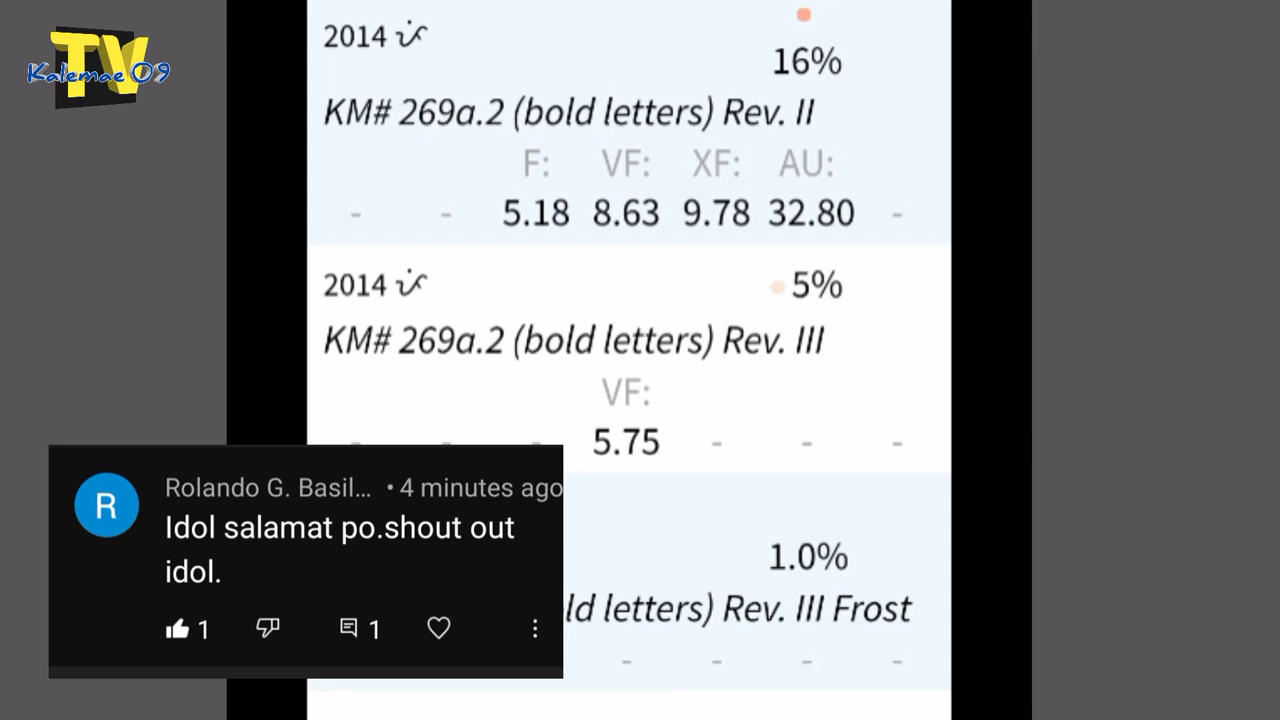 TV
Kalemae 09
2014
16%
KM# 269a.2 (bold letters) Rev. II
F: VF: XF: AU:
- - 5.18 8.63 9.78 32.80 -
2014
5%
KM# 269a.2 (bold letters) Rev. III
VF:
- - - 5.75 - - -
1.0%
ld letters) Rev. III Frost
- - - -
Rolando G. Basil... • 4 minutes ago
Idol salamat po.shout out
idol.
1 1